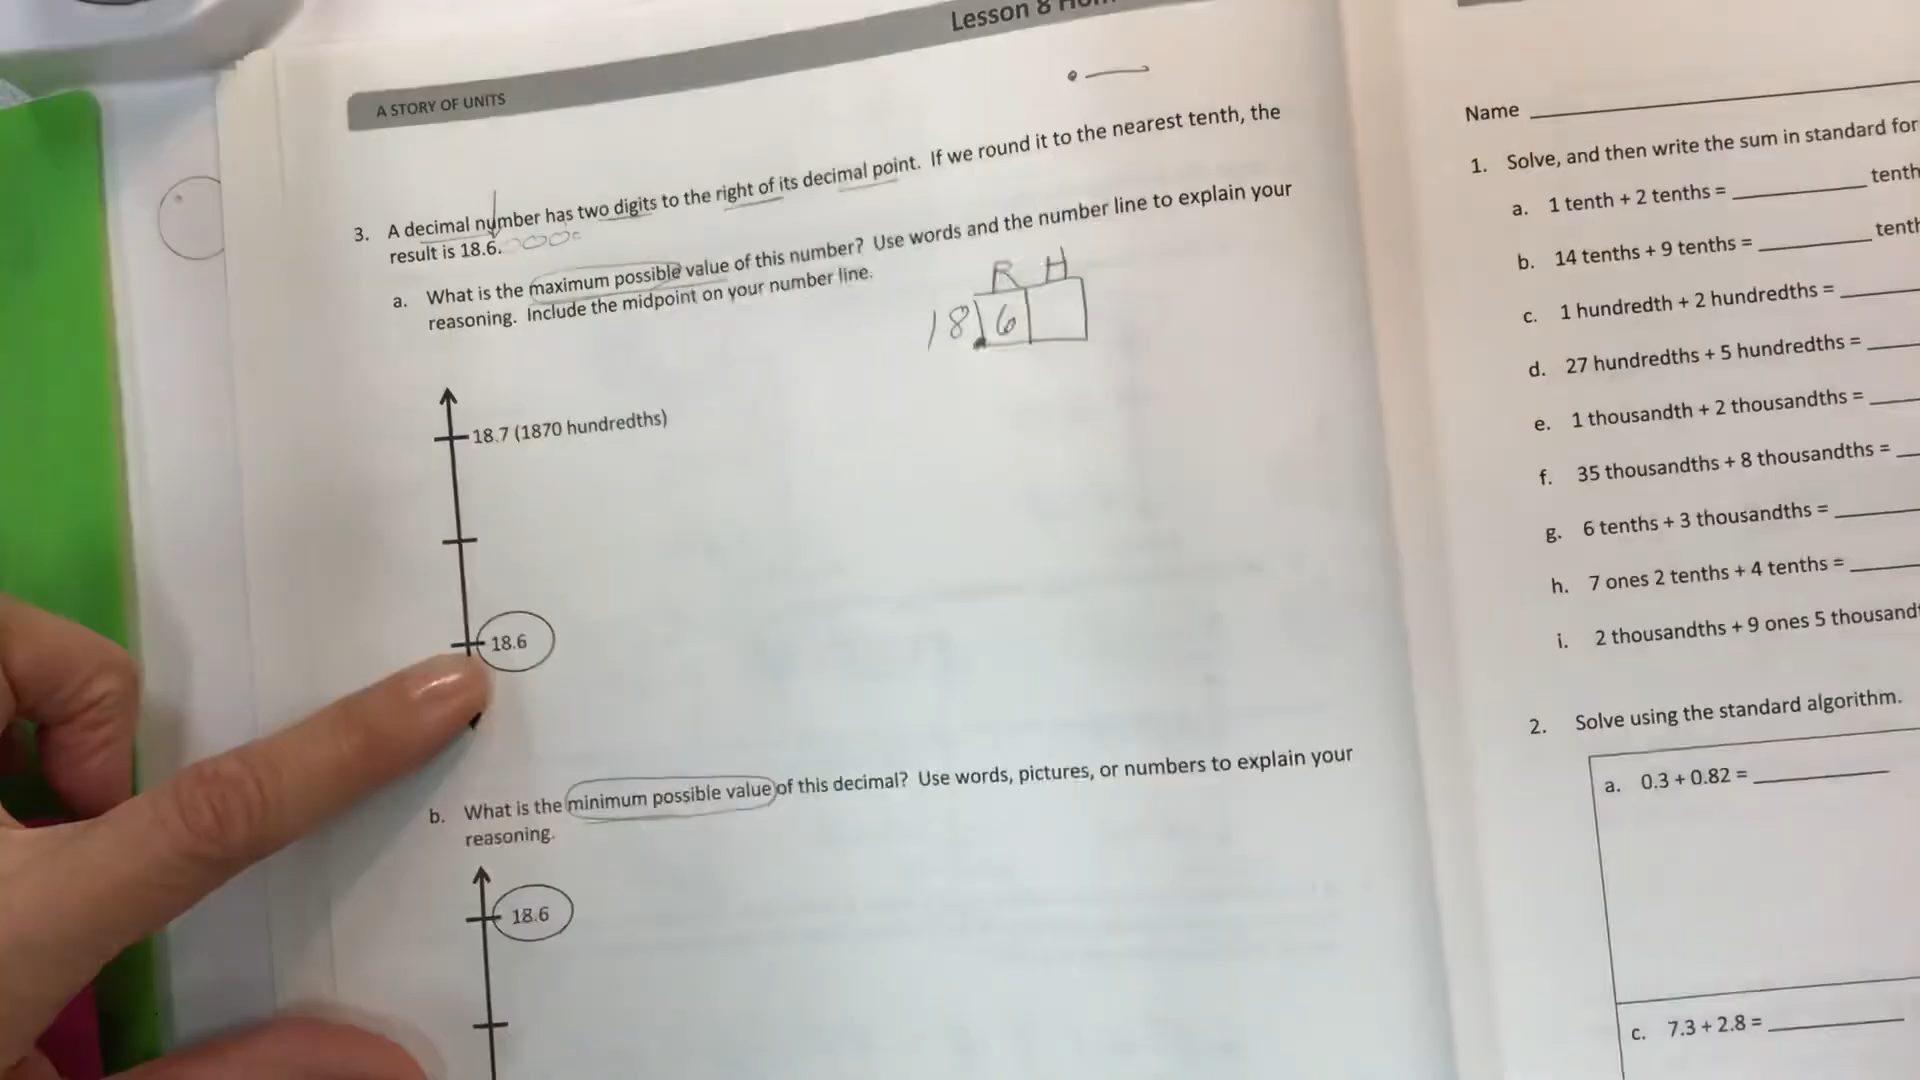 Lesson 8
A STORY OF UNITS
3. A decimal number has two digits to the right of its decimal point. If we round it to the nearest tenth, the
result is 18.6.
a. What is the maximum possible value of this number? Use words and the number line to explain your
reasoning. Include the midpoint on your number line.
R H
18.6
18.7 (1870 hundredths)
18.6
b. What is the minimum possible value of this decimal? Use words, pictures, or numbers to explain your
reasoning.
18.6
Name
1. Solve, and then write the sum in standard
a. 1 tenth + 2 tenths =
b. 14 tenths + 9 tenths =
c. 1 hundredth + 2 hundredths =
d. 27 hundredths + 5 hundredths =
e. 1 thousandth + 2 thousandths =
f. 35 thousandths + 8 thousandths =
g. 6 tenths + 3 thousandths =
h. 7 ones 2 tenths + 4 tenths =
i. 2 thousandths + 9 ones 5
2. Solve using the standard algorithm.
a. 0.3 + 0.82 =
c. 7.3 + 2.8 =